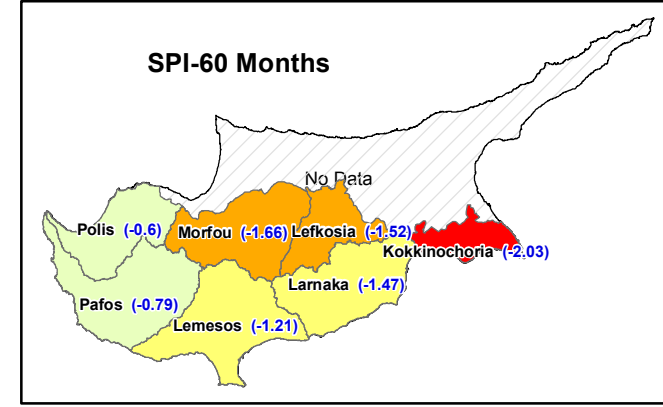 SPI-60 Months
No Data
Polis (-0.6)
Morfou (-1.66)
Lefkosia (-1.52)
Kokkinochoria (-2.03)
Larnaka (-1.47)
Pafos (-0.79)
Lemesos (-1.21)